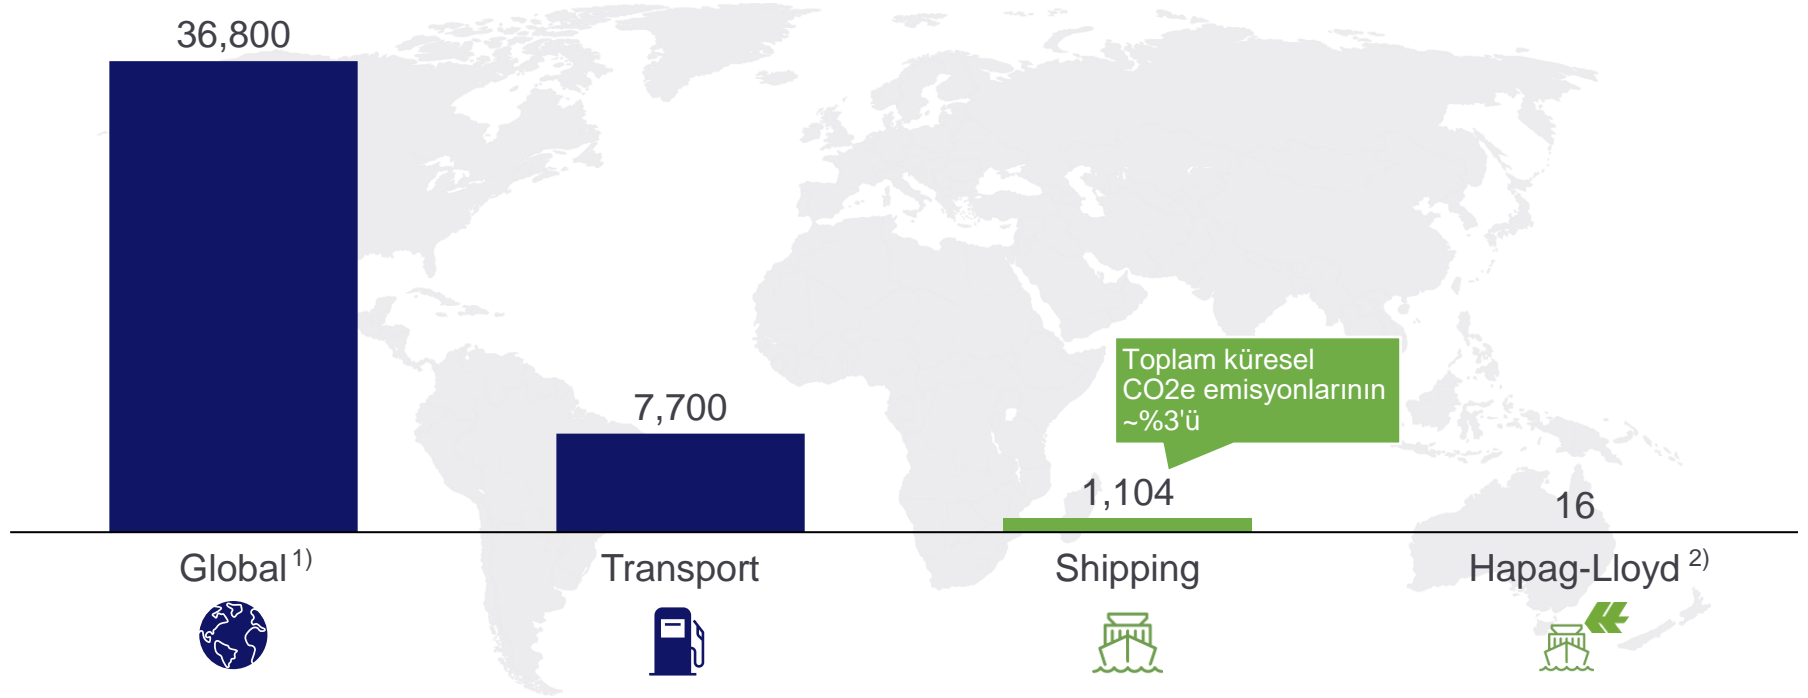 36,800
7,700
Toplam küresel
CO2e emisyonlarının
~%3'ü
1,104
16
Global 1)
Transport
Shipping
Hapag-Lloyd 2)